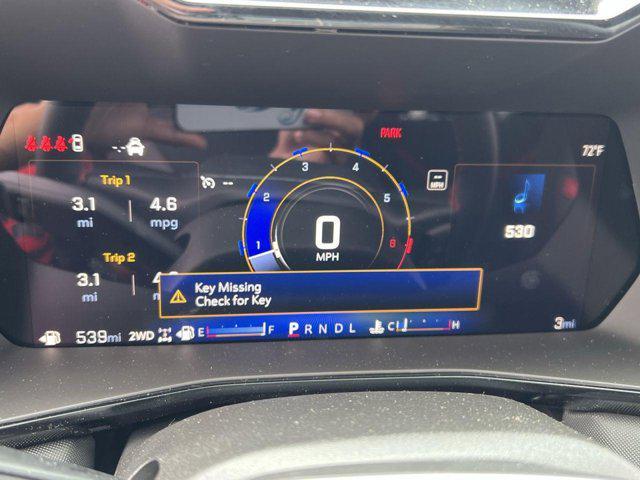 PARK
72°F
Trip 1
3.1 mi
4.6 mpg
Trip 2
3.1 mi
1 2 3 4 5 6
--
0
MPH
-- MPH
530
Key Missing
Check for Key
539mi 2WD E F P R N D L C H 3mi